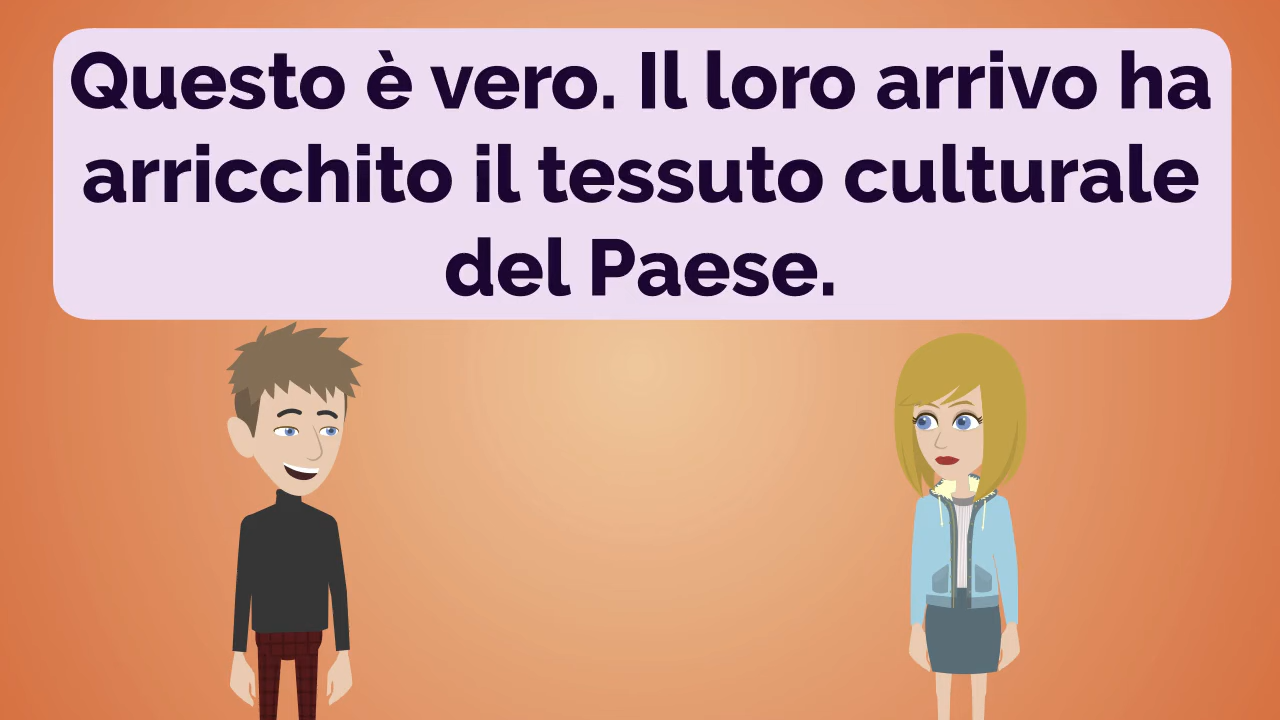 Questo è vero. Il loro arrivo ha
arricchito il tessuto culturale
del Paese.